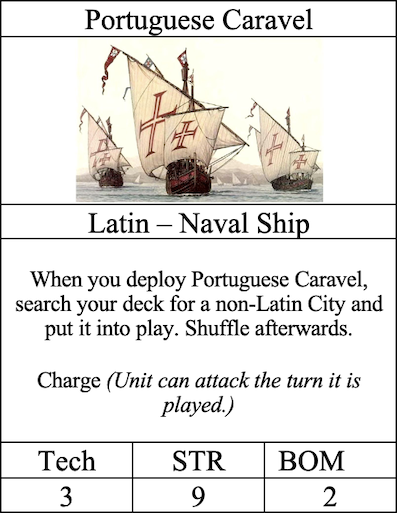 Portuguese Caravel
Latin – Naval Ship
When you deploy Portuguese Caravel,
search your deck for a non-Latin City and
put it into play. Shuffle afterwards.
Charge (Unit can attack the turn it is
played.)
Tech STR BOM
3 9 2